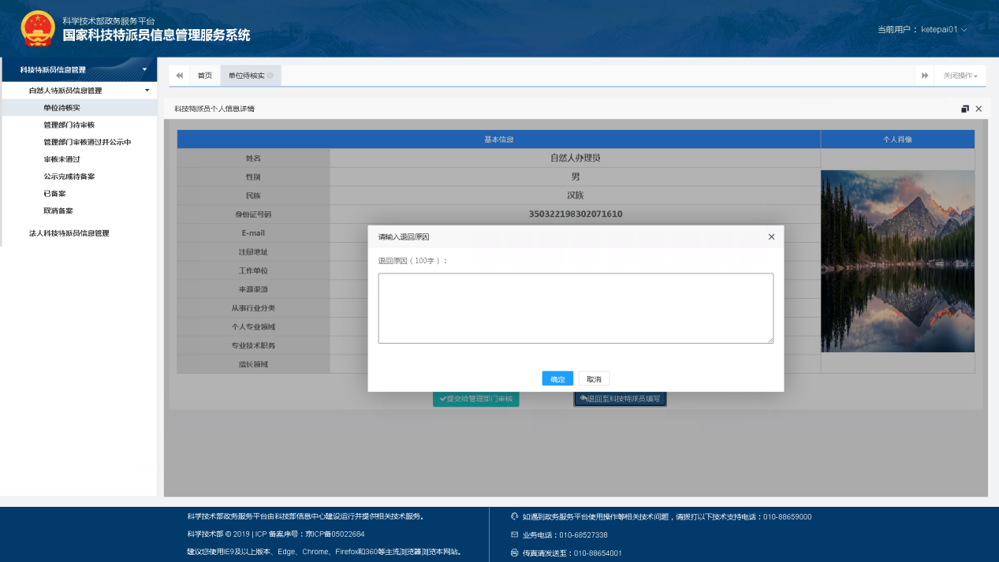 科学技术部政务服务平台
国家科技特派员信息管理服务系统
当前用户： ketepai01
科技特派员信息管理
自然人特派员信息管理
单位待核实
管理部门待审核
管理部门审核通过并公示中
审核未通过
公示完成待备案
已备案
取消备案
法人科技特派员信息管理
首页
单位待核实
关闭操作
科技特派员个人信息详情
基本信息
个人肖像
姓名
自然人办理员
性别
男
民族
汉族
身份证号码
350322198302071610
E-mail
注册地址
工作单位
来源渠道
从事行业分类
个人专业领域
专业技术职务
擅长领域
请输入退回原因
退回原因（100字）：
确定
取消
提交给管理部门审核
退回至科技特派员填写
科学技术部政务服务平台由科技部信息中心建设运行并提供相关技术服务。
科学技术部 © 2019 | ICP 备案序号：京ICP备05022684
建议您使用IE9及以上版本、Edge、Chrome、Firefox和360等主流浏览器浏览本网站。
如遇到政务服务平台使用操作等相关技术问题，请拨打以下技术支持电话：010-88659000
业务电话：010-68527338
传真请发送至：010-88654001